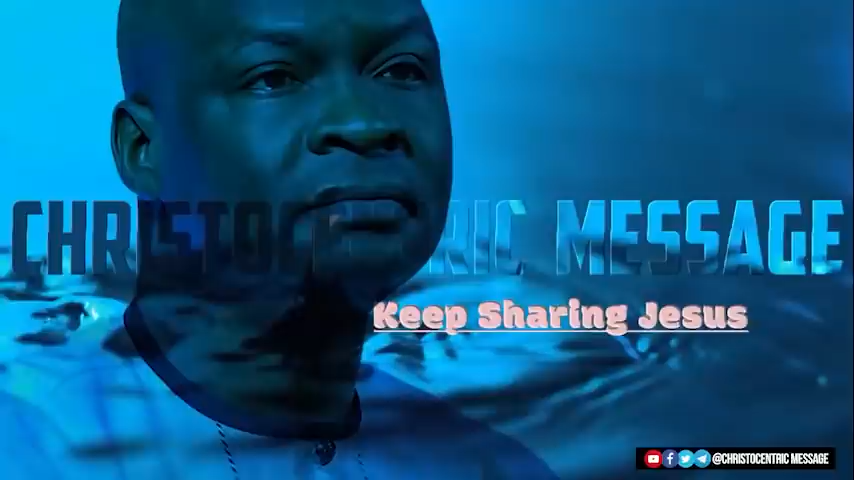 CHRISTOCENTRIC MESSAGE
Keep Sharing Jesus
@CHRISTOCENTRIC MESSAGE